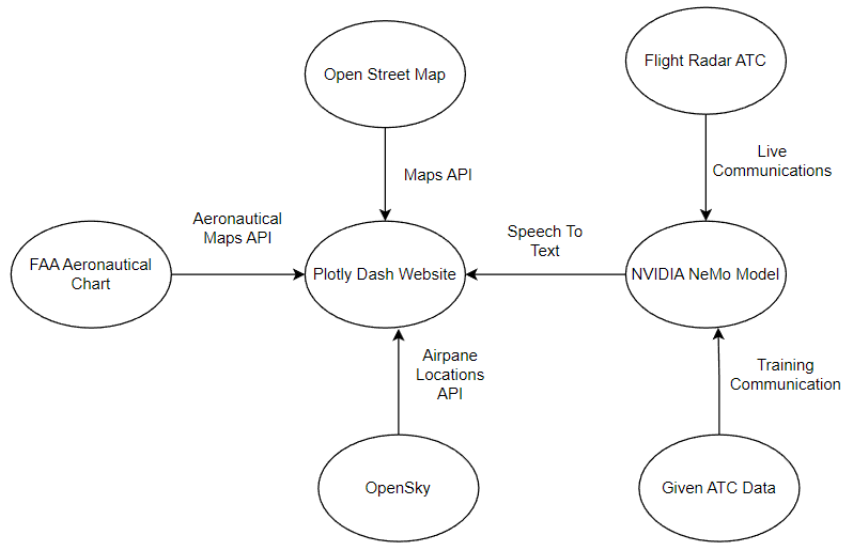 Open Street Map
Flight Radar ATC
Maps API
Live
Communications
Aeronautical
Maps API
Speech To
Text
FAA Aeronautical
Chart
Plotly Dash Website
NVIDIA NeMo Model
Airpane
Locations
API
Training
Communication
OpenSky
Given ATC Data